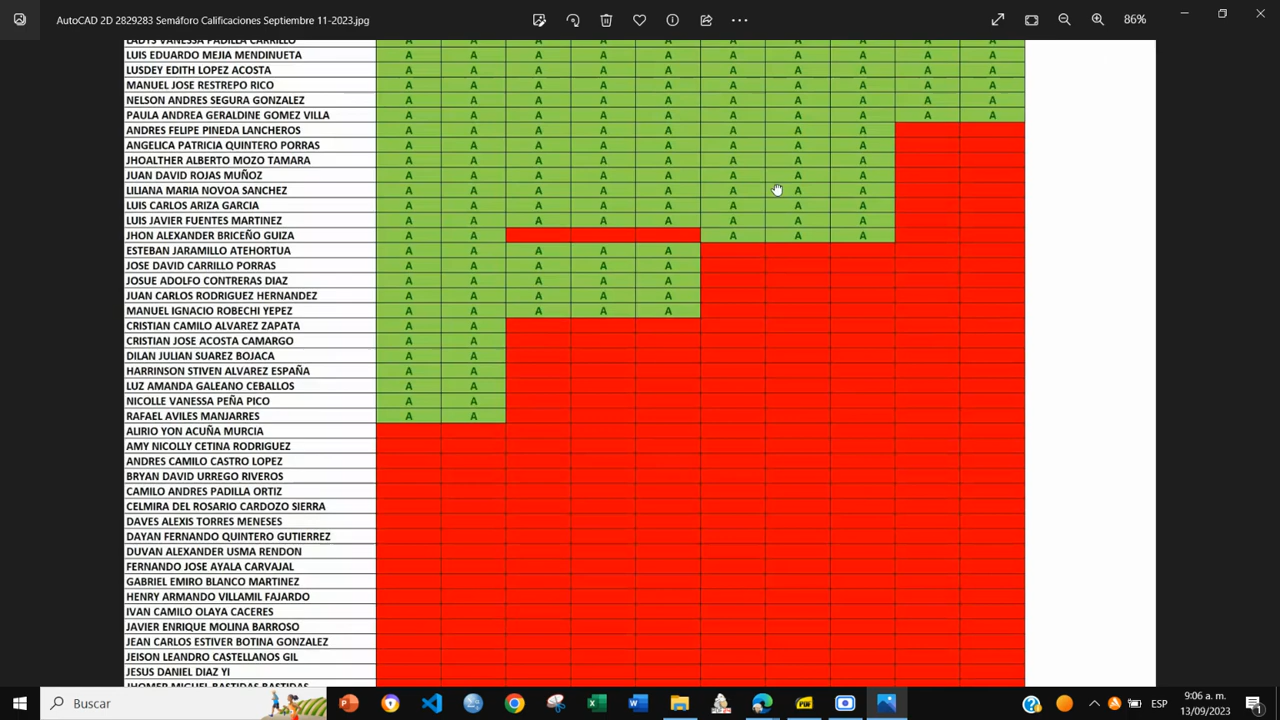 AutoCAD 2D 2829283 Semáforo Calificaciones Septiembre 11-2023.jpg
86%
LADYS VANESSA PADILLA CARRILLO A A A A A A A A A A
LUIS EDUARDO MEJIA MENDINUETA A A A A A A A A A A
LUSDEY EDITH LOPEZ ACOSTA A A A A A A A A A A
MANUEL JOSE RESTREPO RICO A A A A A A A A A A
NELSON ANDRES SEGURA GONZALEZ A A A A A A A A A A
PAULA ANDREA GERALDINE GOMEZ VILLA A A A A A A A A A A
ANDRES FELIPE PINEDA LANCHEROS A A A A A A A A
ANGELICA PATRICIA QUINTERO PORRAS A A A A A A A A
JHOALTHER ALBERTO MOZO TAMARA A A A A A A A A
JUAN DAVID ROJAS MUÑOZ A A A A A A A A
LILIANA MARIA NOVOA SANCHEZ A A A A A A A A
LUIS CARLOS ARIZA GARCIA A A A A A A A A
LUIS JAVIER FUENTES MARTINEZ A A A A A A A A
JHON ALEXANDER BRICEÑO GUIZA A A A A A
ESTEBAN JARAMILLO ATEHORTUA A A A A A
JOSE DAVID CARRILLO PORRAS A A A A A
JOSUE ADOLFO CONTRERAS DIAZ A A A A A
JUAN CARLOS RODRIGUEZ HERNANDEZ A A A A A
MANUEL IGNACIO ROBECHI YEPEZ A A A A A
CRISTIAN CAMILO ALVAREZ ZAPATA A A
CRISTIAN JOSE ACOSTA CAMARGO A A
DILAN JULIAN SUAREZ BOJACA A A
HARRINSON STIVEN ALVAREZ ESPAÑA A A
LUZ AMANDA GALEANO CEBALLOS A A
NICOLLE VANESSA PEÑA PICO A A
RAFAEL AVILES MANJARRES A A
ALIRIO YON ACUÑA MURCIA
AMY NICOLLY CETINA RODRIGUEZ
ANDRES CAMILO CASTRO LOPEZ
BRYAN DAVID URREGO RIVEROS
CAMILO ANDRES PADILLA ORTIZ
CELMIRA DEL ROSARIO CARDOZO SIERRA
DAVES ALEXIS TORRES MENESES
DAYAN FERNANDO QUINTERO GUTIERREZ
DUVAN ALEXANDER USMA RENDON
FERNANDO JOSE AYALA CARVAJAL
GABRIEL EMIRO BLANCO MARTINEZ
HENRY ARMANDO VILLAMIL FAJARDO
IVAN CAMILO OLAYA CACERES
JAVIER ENRIQUE MOLINA BARROSO
JEAN CARLOS ESTIVER BOTINA GONZALEZ
JEISON LEANDRO CASTELLANOS GIL
JESUS DANIEL DIAZ YI
JHOMER MIGUEL BASTIDAS BASTIDAS
Buscar
ESP
9:06 a. m.
13/09/2023
1